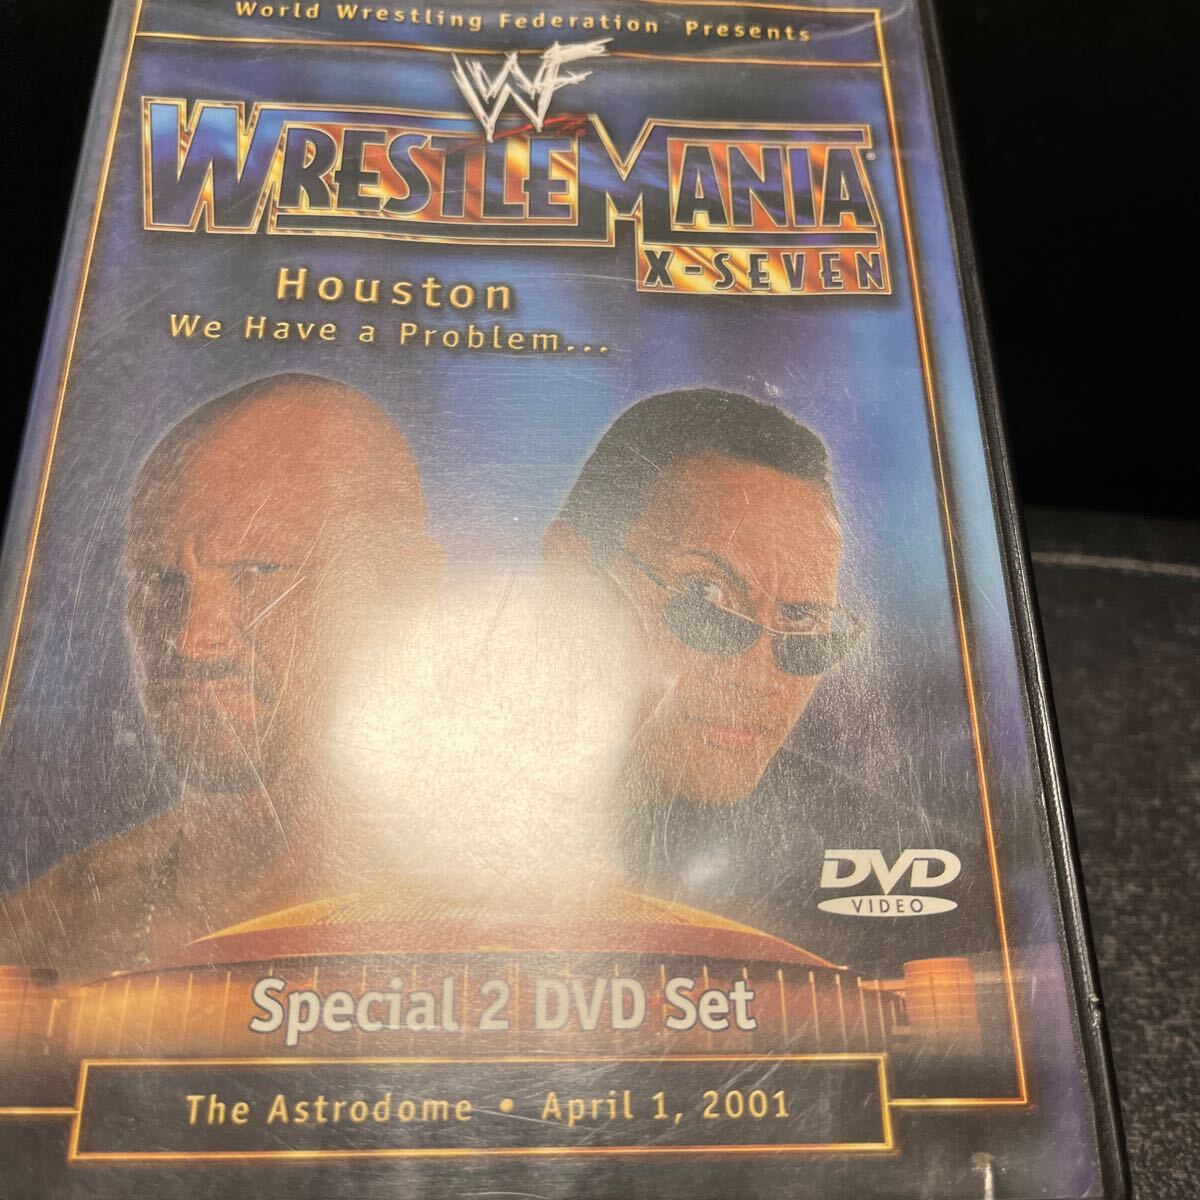 World Wrestling Federation Presents
WF
WRESTLEMANIA®
X-SEVEN
Houston
We Have a Problem...
DVD
VIDEO
Special 2 DVD Set
The Astrodome • April 1, 2001